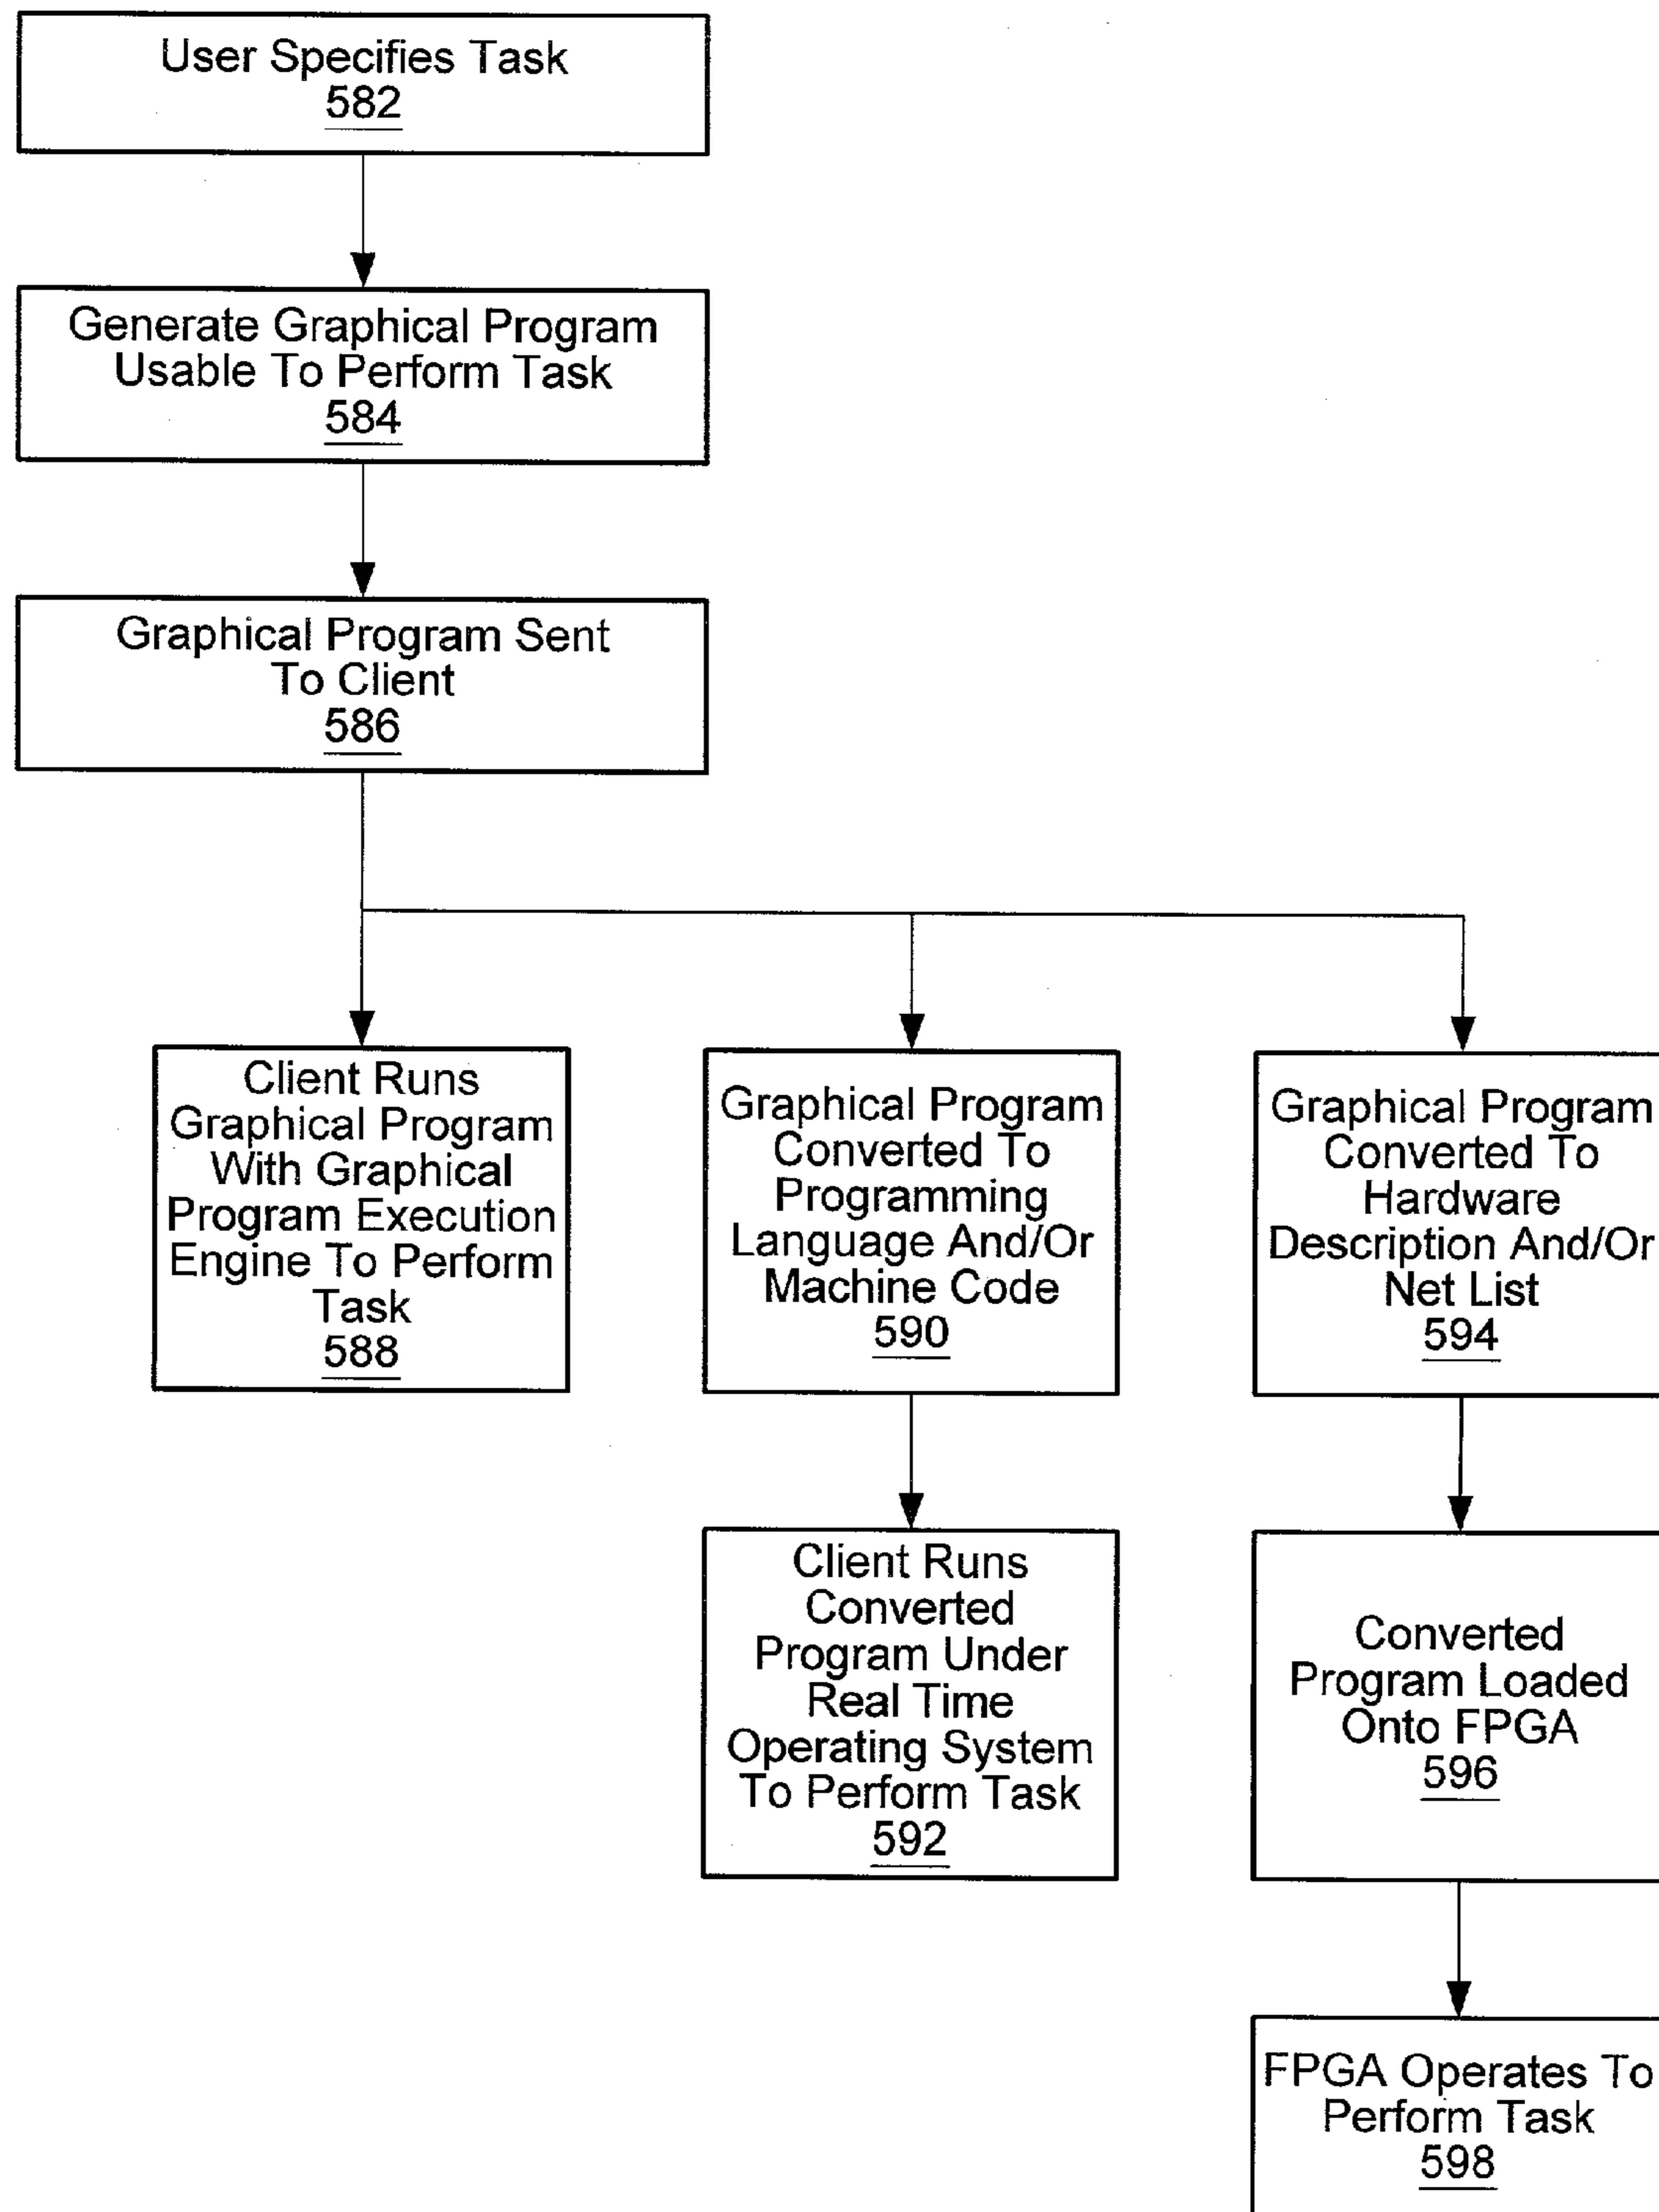 User Specifies Task
582
Generate Graphical Program
Usable To Perform Task
584
Graphical Program Sent
To Client
586
Client Runs
Graphical Program
With Graphical
Program Execution
Engine To Perform
Task
588
Graphical Program
Converted To
Programming
Language And/Or
Machine Code
590
Graphical Program
Converted To
Hardware
Description And/Or
Net List
594
Client Runs
Converted
Program Under
Real Time
Operating System
To Perform Task
592
Converted
Program Loaded
Onto FPGA
596
FPGA Operates To
Perform Task
598